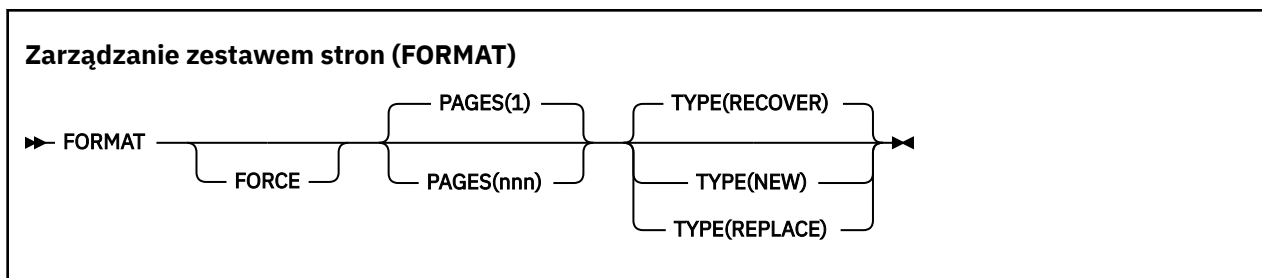 Zarządzanie zestawem stron (FORMAT)
PAGES(1) TYPE(RECOVER)
FORMAT
FORCE PAGES(nnn) TYPE(NEW)
TYPE(REPLACE)